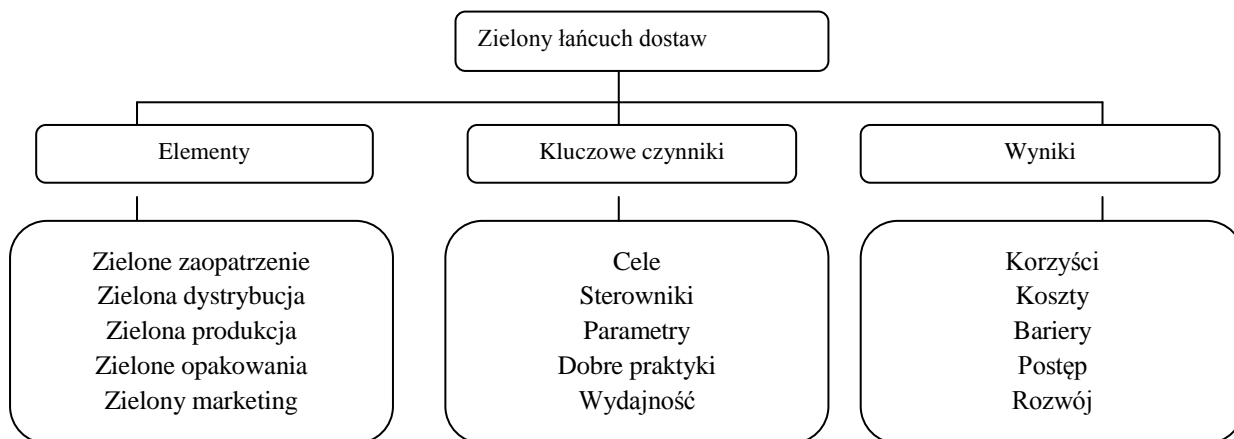 Zielony łańcuch dostaw
Elementy
Kluczowe czynniki
Wyniki
Zielone zaopatrzenie
Zielona dystrybucja
Zielona produkcja
Zielone opakowania
Zielony marketing
Cele
Sterowniki
Parametry
Dobre praktyki
Wydajność
Korzyści
Koszty
Bariery
Postęp
Rozwój